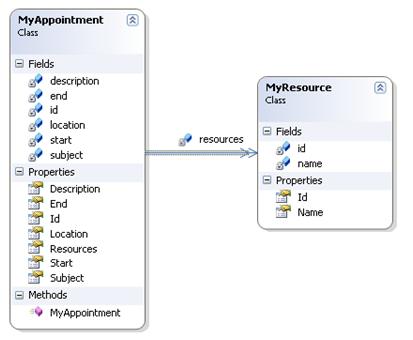 MyAppointment
Class
Fields
description
end
id
location
start
subject
Properties
Description
End
Id
Location
Resources
Start
Subject
Methods
MyAppointment
resources
MyResource
Class
Fields
id
name
Properties
Id
Name